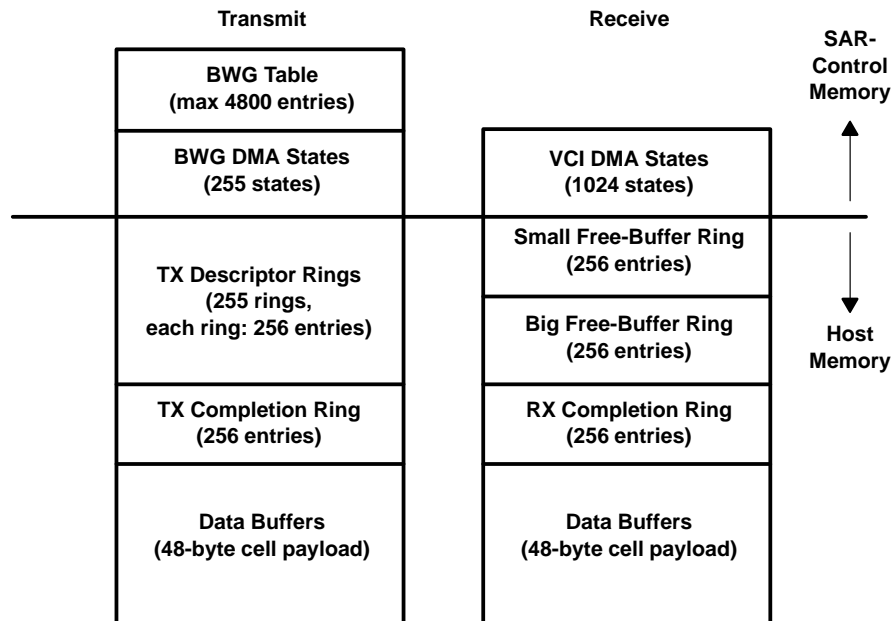 Transmit
Receive
SAR-
Control
Memory
BWG Table
(max 4800 entries)
BWG DMA States
(255 states)
VCI DMA States
(1024 states)
TX Descriptor Rings
(255 rings,
each ring: 256 entries)
Small Free-Buffer Ring
(256 entries)
Big Free-Buffer Ring
(256 entries)
Host
Memory
TX Completion Ring
(256 entries)
RX Completion Ring
(256 entries)
Data Buffers
(48-byte cell payload)
Data Buffers
(48-byte cell payload)